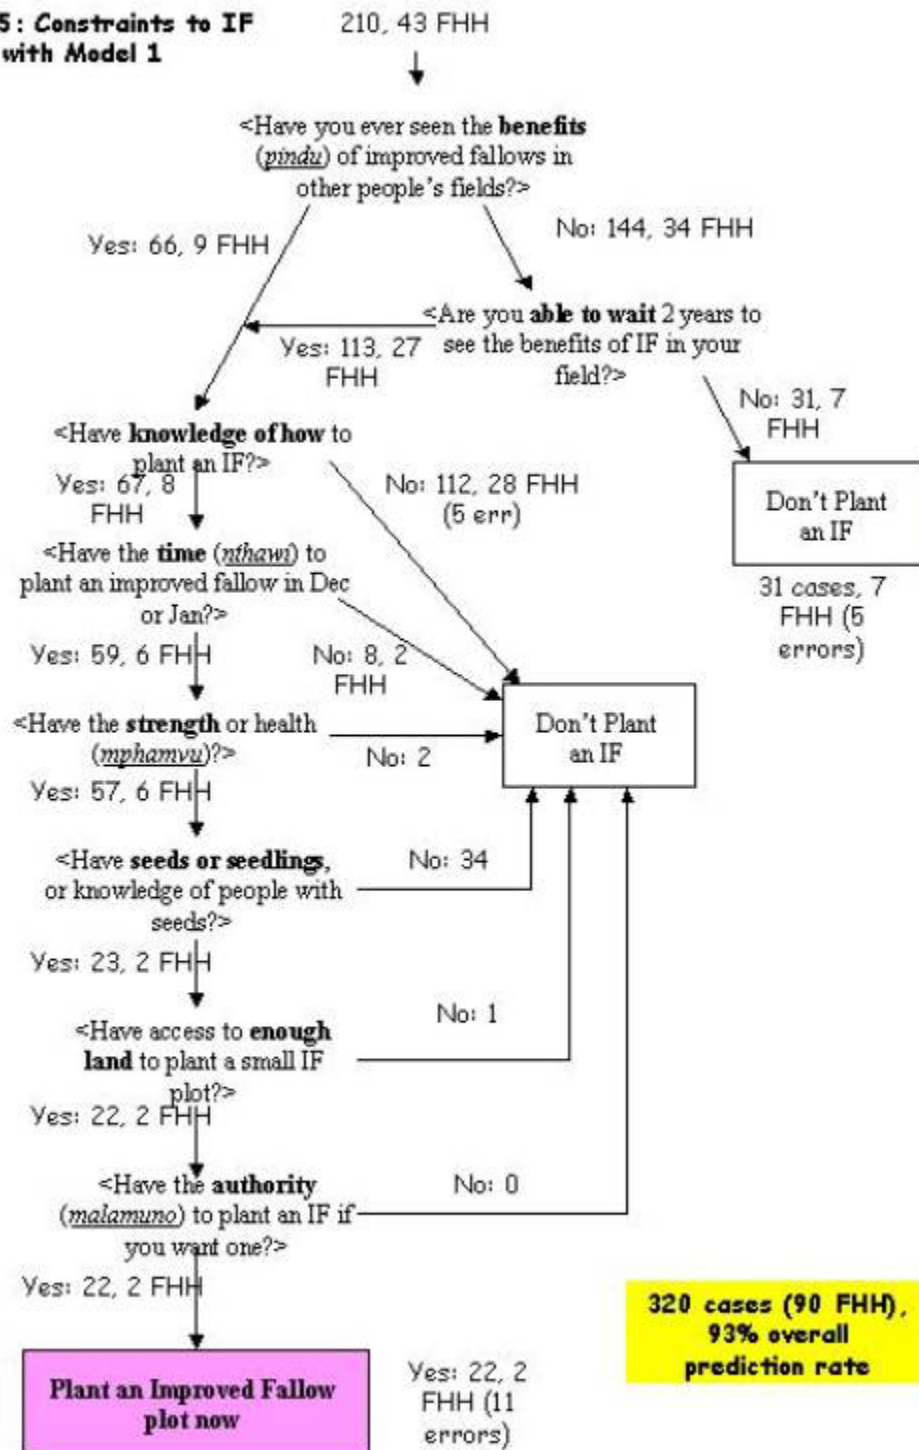 5: Constraints to IF
with Model 1
210, 43 FHH
<Have you ever seen the benefits
(pindu) of improved fallows in
other people's fields?>
Yes: 66, 9 FHH
No: 144, 34 FHH
<Are you able to wait 2 years to
see the benefits of IF in your
field?>
Yes: 113, 27
FHH
No: 31, 7
FHH
Don't Plant
an IF
31 cases, 7
FHH (5
errors)
<Have knowledge of how to
plant an IF?>
Yes: 67, 8
FHH
No: 112, 28 FHH
(5 err)
<Have the time (nthawi) to
plant an improved fallow in Dec
or Jan?>
Yes: 59, 6 FHH
No: 8, 2
FHH
Don't Plant
an IF
<Have the strength or health
(mphamvu)?>
No: 2
Yes: 57, 6 FHH
<Have seeds or seedlings,
or knowledge of people with
seeds?>
No: 34
Yes: 23, 2 FHH
<Have access to enough
land to plant a small IF
plot?>
No: 1
Yes: 22, 2 FHH
<Have the authority
(malamuno) to plant an IF if
you want one?>
No: 0
Yes: 22, 2 FHH
Plant an Improved Fallow
plot now
Yes: 22, 2
FHH (11
errors)
320 cases (90 FHH),
93% overall
prediction rate